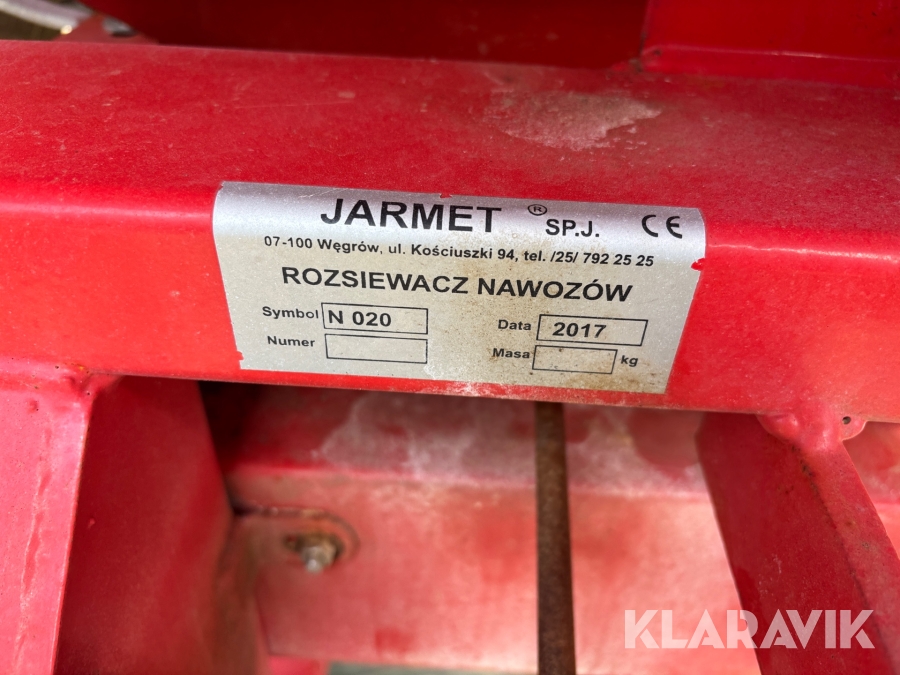 JARMET ® SP.J. CE
07-100 Węgrów, ul. Kościuszki 94, tel. /25/ 792 25 25
ROZSIEWACZ NAWOZÓW
Symbol N 020 Data 2017
Numer Masa kg
KLARAVIK